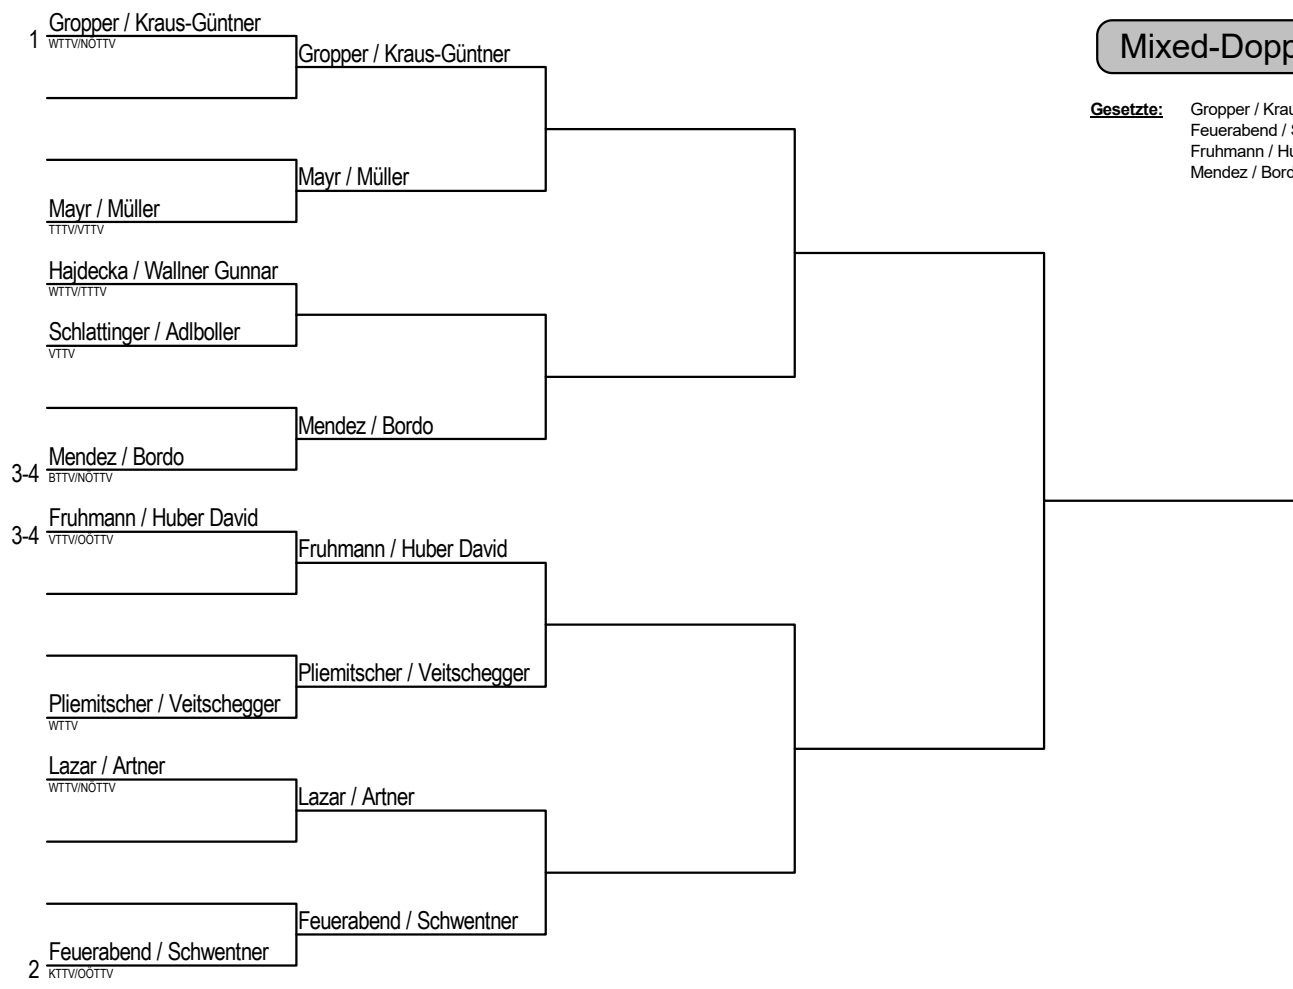 Gropper / Kraus-Güntner
1
WTTV/NÖTTV
Gropper / Kraus-Güntner
Mayr / Müller
Mayr / Müller
TTTV/VTTV
Hajdecka / Wallner Gunnar
WTTV/TTTV
Schlattinger / Adlboller
VTTV
Mendez / Bordo
Mendez / Bordo
3-4
BTTV/NÖTTV
Fruhmann / Huber David
3-4
VTTV/OÖTTV
Fruhmann / Huber David
Pliemitscher / Veitschegger
Pliemitscher / Veitschegger
WTTV
Lazar / Artner
WTTV/NÖTTV
Lazar / Artner
Feuerabend / Schwentner
Feuerabend / Schwentner
2
KTTV/OÖTTV
Mixed-Dopp
Gesetzte: Gropper / Krau
Feuerabend / S
Fruhmann / Hu
Mendez / Bord